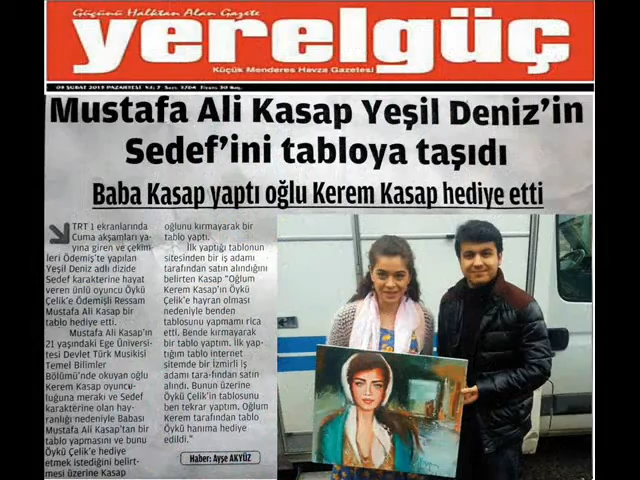 Gücünü Halktan Alan Gazete
yerelgüç
Küçük Menderes Havza Gazetesi
09 ŞUBAT 2015 PAZARTESİ
Mustafa Ali Kasap Yeşil Deniz'in
Sedef'ini tabloya taşıdı
Baba Kasap yaptı oğlu Kerem Kasap hediye etti
TRT 1 ekranlarında
Cuma akşamları ya-
yına giren ve çekim-
leri Ödemiş'te yapılan
Yeşil Deniz adlı dizide
Sedef karakterine hayat
veren ünlü oyuncu Öykü
Çelik'e Ödemişli Ressam
Mustafa Ali Kasap bir
tablo hediye etti.
Mustafa Ali Kasap'ın
21 yaşındaki Ege Üniver-
sitesi Devlet Türk Musikisi
Temel Bilimler
Bölümü'nde okuyan oğlu
Kerem Kasap oyuncu-
luğuna merakı ve Sedef
karakterine olan hay-
ranlığı nedeniyle Babası
Mustafa Ali Kasap'tan bir
tablo yapmasını ve bunu
Öykü Çelik'e hediye
etmek istediğini belirt-
mesi üzerine Kasap
oğlunu kırmayarak bir
tablo yaptı.
İlk yaptığı tablonun
sitesinden bir iş adamı
tarafından satın alındığını
belirten Kasap "Oğlum
Kerem Kasap'ın Öykü
Çelik'e hayran olması
nedeniyle benden
tablosunu yapmamı rica
etti. Bende kırmayarak
bir tablo yaptım. İlk yap-
tığım tablo internet
sitemde bir İzmirli iş
adamı tara-fından satın
alındı. Bunun üzerine
Öykü Çelik'in tablosunu
ben tekrar yaptım. Oğlum
Kerem tarafından tablo
Öykü hanıma hediye
edildi."
Haber: Ayşe AKYÜZ